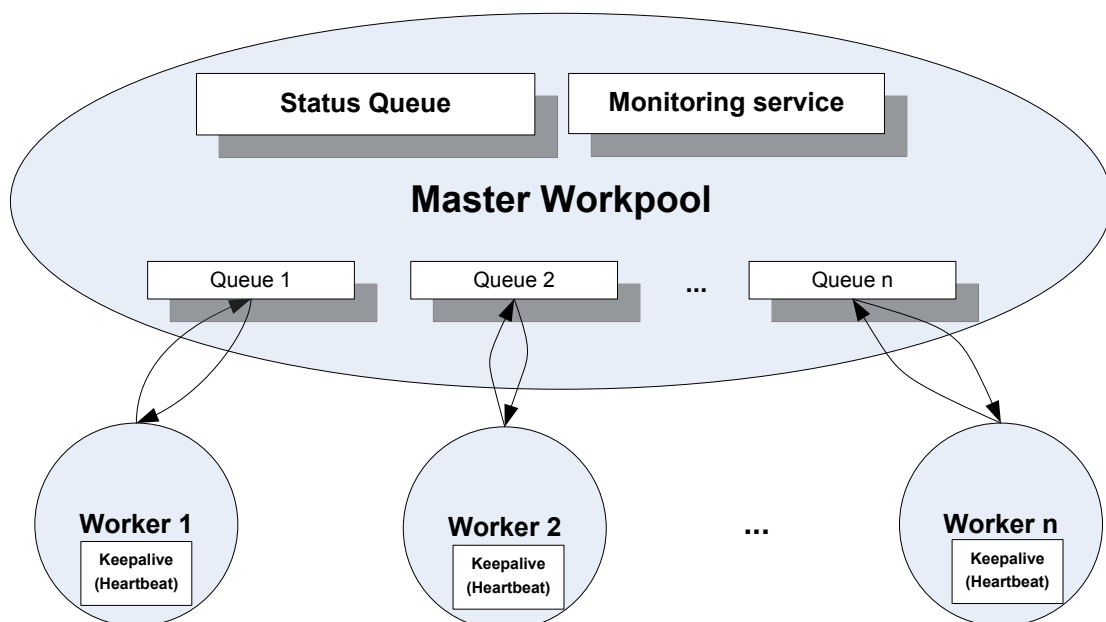 Status Queue
Monitoring service
Master Workpool
Queue 1
Queue 2
...
Queue n
Worker 1
Keepalive
(Heartbeat)
Worker 2
Keepalive
(Heartbeat)
...
Worker n
Keepalive
(Heartbeat)